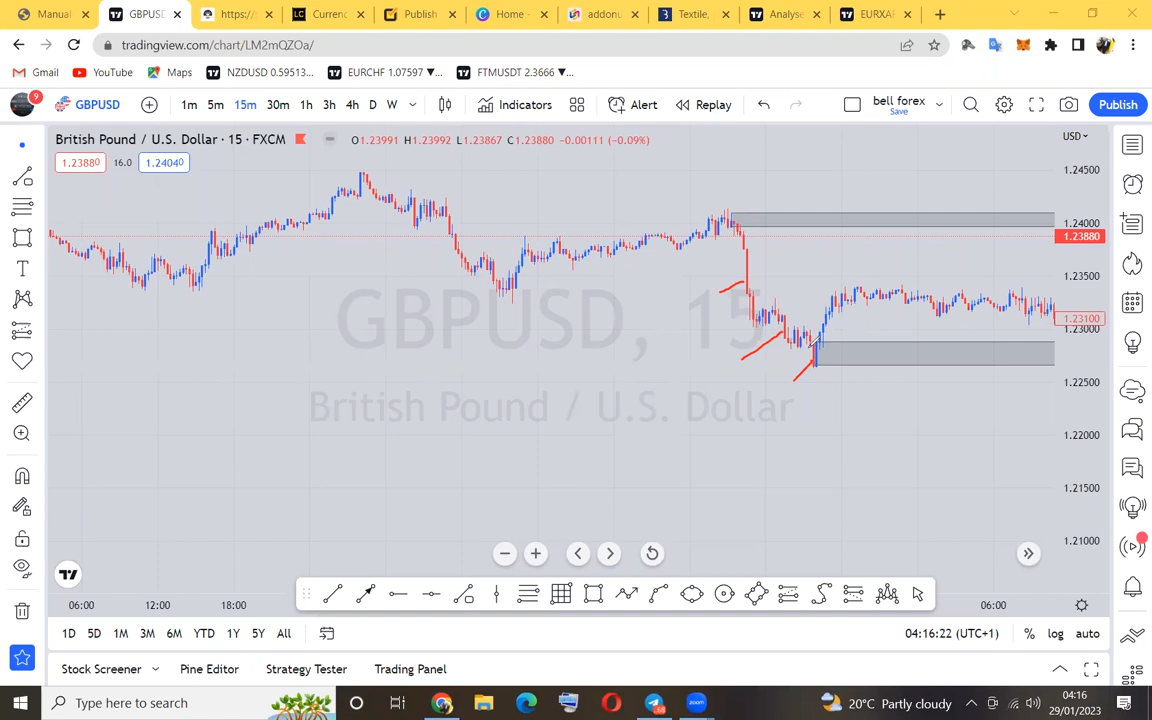 Manual
GBPUSD
https://s
Currenc
Publish
Home -
addonu
Textile,
Analyse
EURXAF
tradingview.com/chart/LM2mQZOa/
Gmail
YouTube
Maps
NZDUSD 0.59513...
EURCHF 1.07597 ▼...
FTMUSDT 2.3666 ▼...
9
GBPUSD
1m 5m 15m 30m 1h 3h 4h D W
Indicators
Alert
Replay
bell forex
Save
Publish
British Pound / U.S. Dollar · 15 · FXCM
O1.23991 H1.23992 L1.23867 C1.23880 −0.00111 (−0.09%)
1.23880 16.0 1.24040
USD
1.24500
1.24000
1.23880
1.23500
1.23100
1.23000
1.22500
1.22000
1.21500
1.21000
GBPUSD, 15
British Pound / U.S. Dollar
06:00 12:00 18:00 06:00
1D 5D 1M 3M 6M YTD 1Y 5Y All
04:16:22 (UTC+1) % log auto
Stock Screener
Pine Editor
Strategy Tester
Trading Panel
Type here to search
20°C Partly cloudy
04:16
29/01/2023